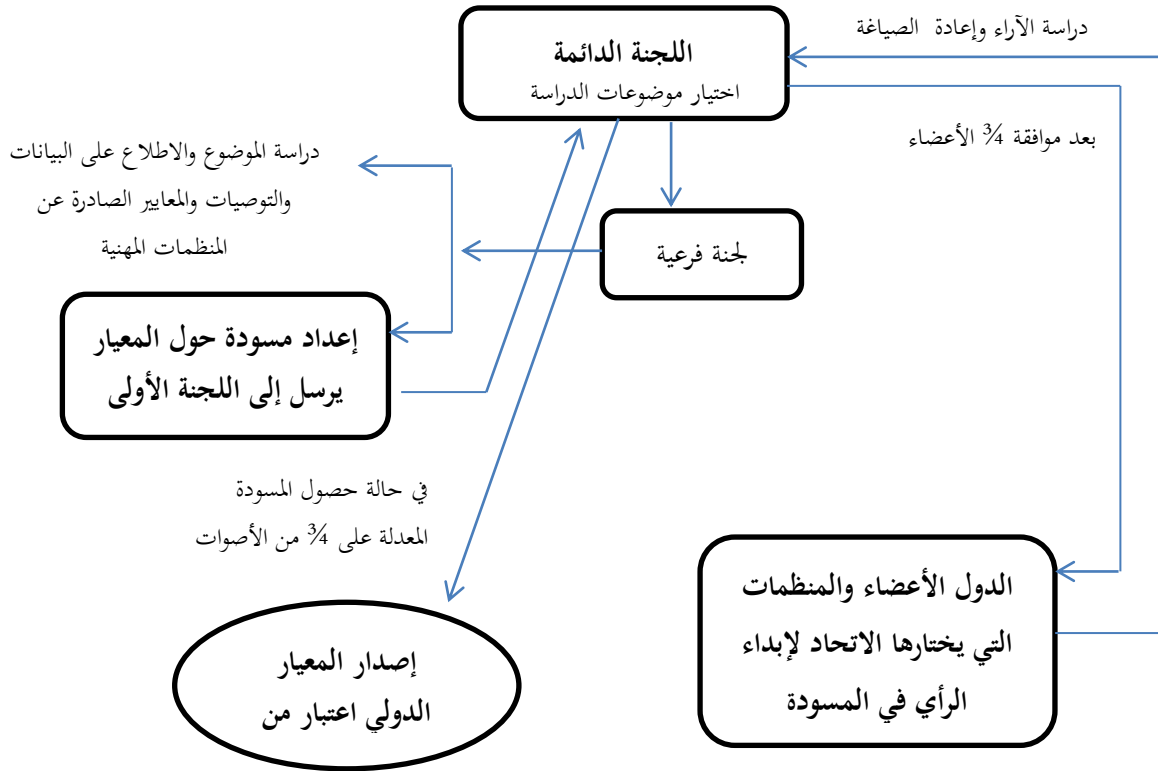 دراسة الآراء وإعادة الصياغة
اللجنة الدائمة
اختيار موضوعات الدراسة
بعد موافقة ¾ الأعضاء
دراسة الموضوع والاطلاع على البيانات
والتوصيات والمعايير الصادرة عن
المنظمات المهنية
لجنة فرعية
إعداد مسودة حول المعيار
يرسل إلى اللجنة الأولى
في حالة حصول المسودة
المعدلة على ¾ من الأصوات
الدول الأعضاء والمنظمات
التي يختارها الاتحاد لإبداء
الرأي في المسودة
إصدار المعيار
الدولي اعتبار من